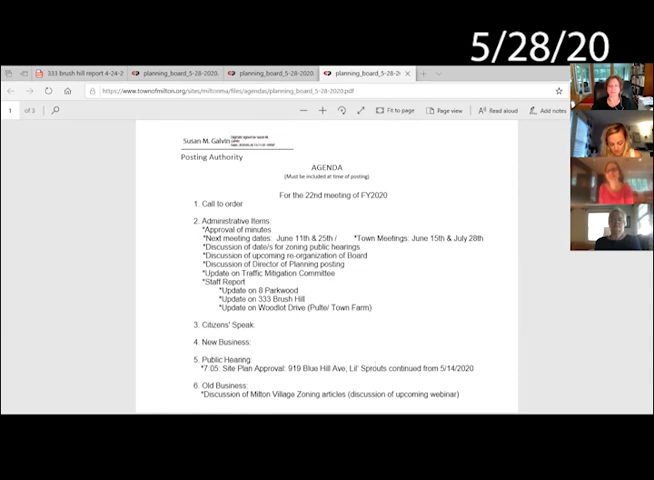 5/28/20
333 brush hill report 4-24-2
planning_board_5-28-2020.
planning_board_5-28-2020.
planning_board_5-28-2
https://www.townofmilton.org/sites/miltonma/files/agendas/planning_board_5-28-2020.pdf
1 of 3
Fit to page
Page view
Read aloud
Add notes
Susan M. Galvin
Posting Authority
AGENDA
(Must be included at time of posting)
For the 22nd meeting of FY2020
1. Call to order
2. Administrative Items:
*Approval of minutes
*Next meeting dates: June 11th & 25th / *Town Meetings: June 15th & July 28th
*Discussion of date/s for zoning public hearings
*Discussion of upcoming re-organization of Board
*Discussion of Director of Planning posting
*Update on Traffic Mitigation Committee
*Staff Report
*Update on 8 Parkwood
*Update on 333 Brush Hill
*Update on Woodlot Drive (Pulte/ Town Farm)
3. Citizens' Speak:
4. New Business:
5. Public Hearing:
*7:05: Site Plan Approval: 919 Blue Hill Ave; Lil' Sprouts continued from 5/14/2020
6. Old Business:
*Discussion of Milton Village Zoning articles (discussion of upcoming webinar)